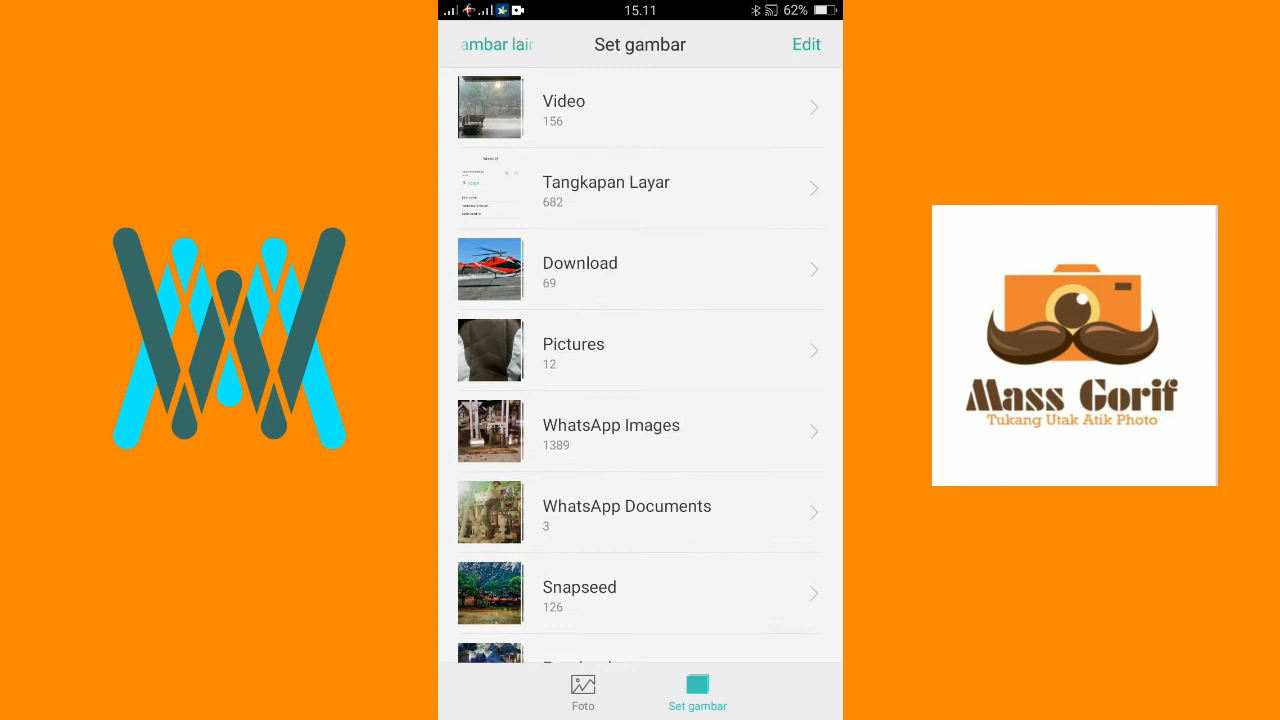 15.11
62%
ambar lair
Set gambar
Edit
Video
156
Tangkapan Layar
682
Download
69
Pictures
12
WhatsApp Images
1389
WhatsApp Documents
3
Snapseed
126
Foto
Set gambar
Mass Gorif
Tukang Utak Atik Photo